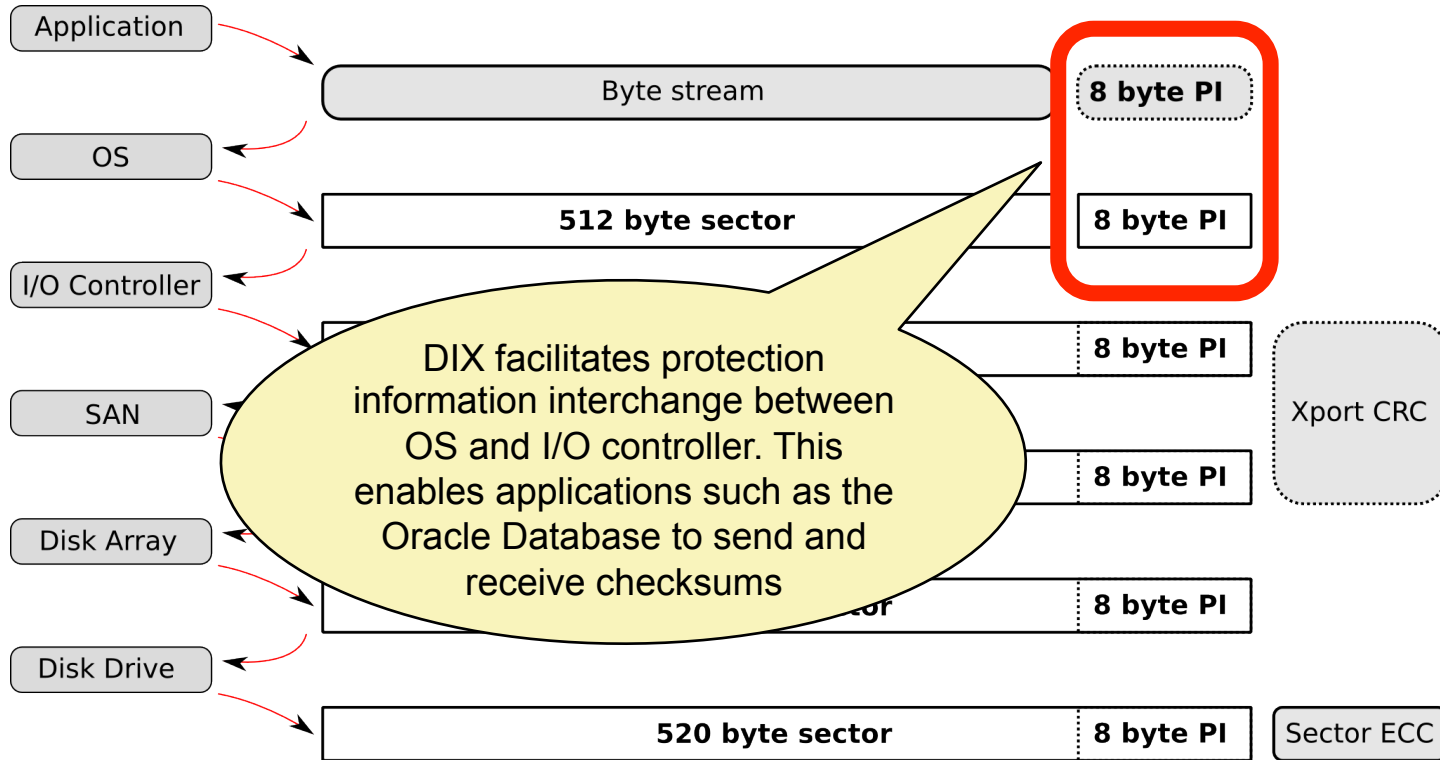 Application
Byte stream
8 byte PI
OS
512 byte sector
8 byte PI
I/O Controller
8 byte PI
DIX facilitates protection
information interchange between
OS and I/O controller. This
enables applications such as the
Oracle Database to send and
receive checksums
SAN
Xport CRC
8 byte PI
Disk Array
8 byte PI
Disk Drive
520 byte sector
8 byte PI
Sector ECC